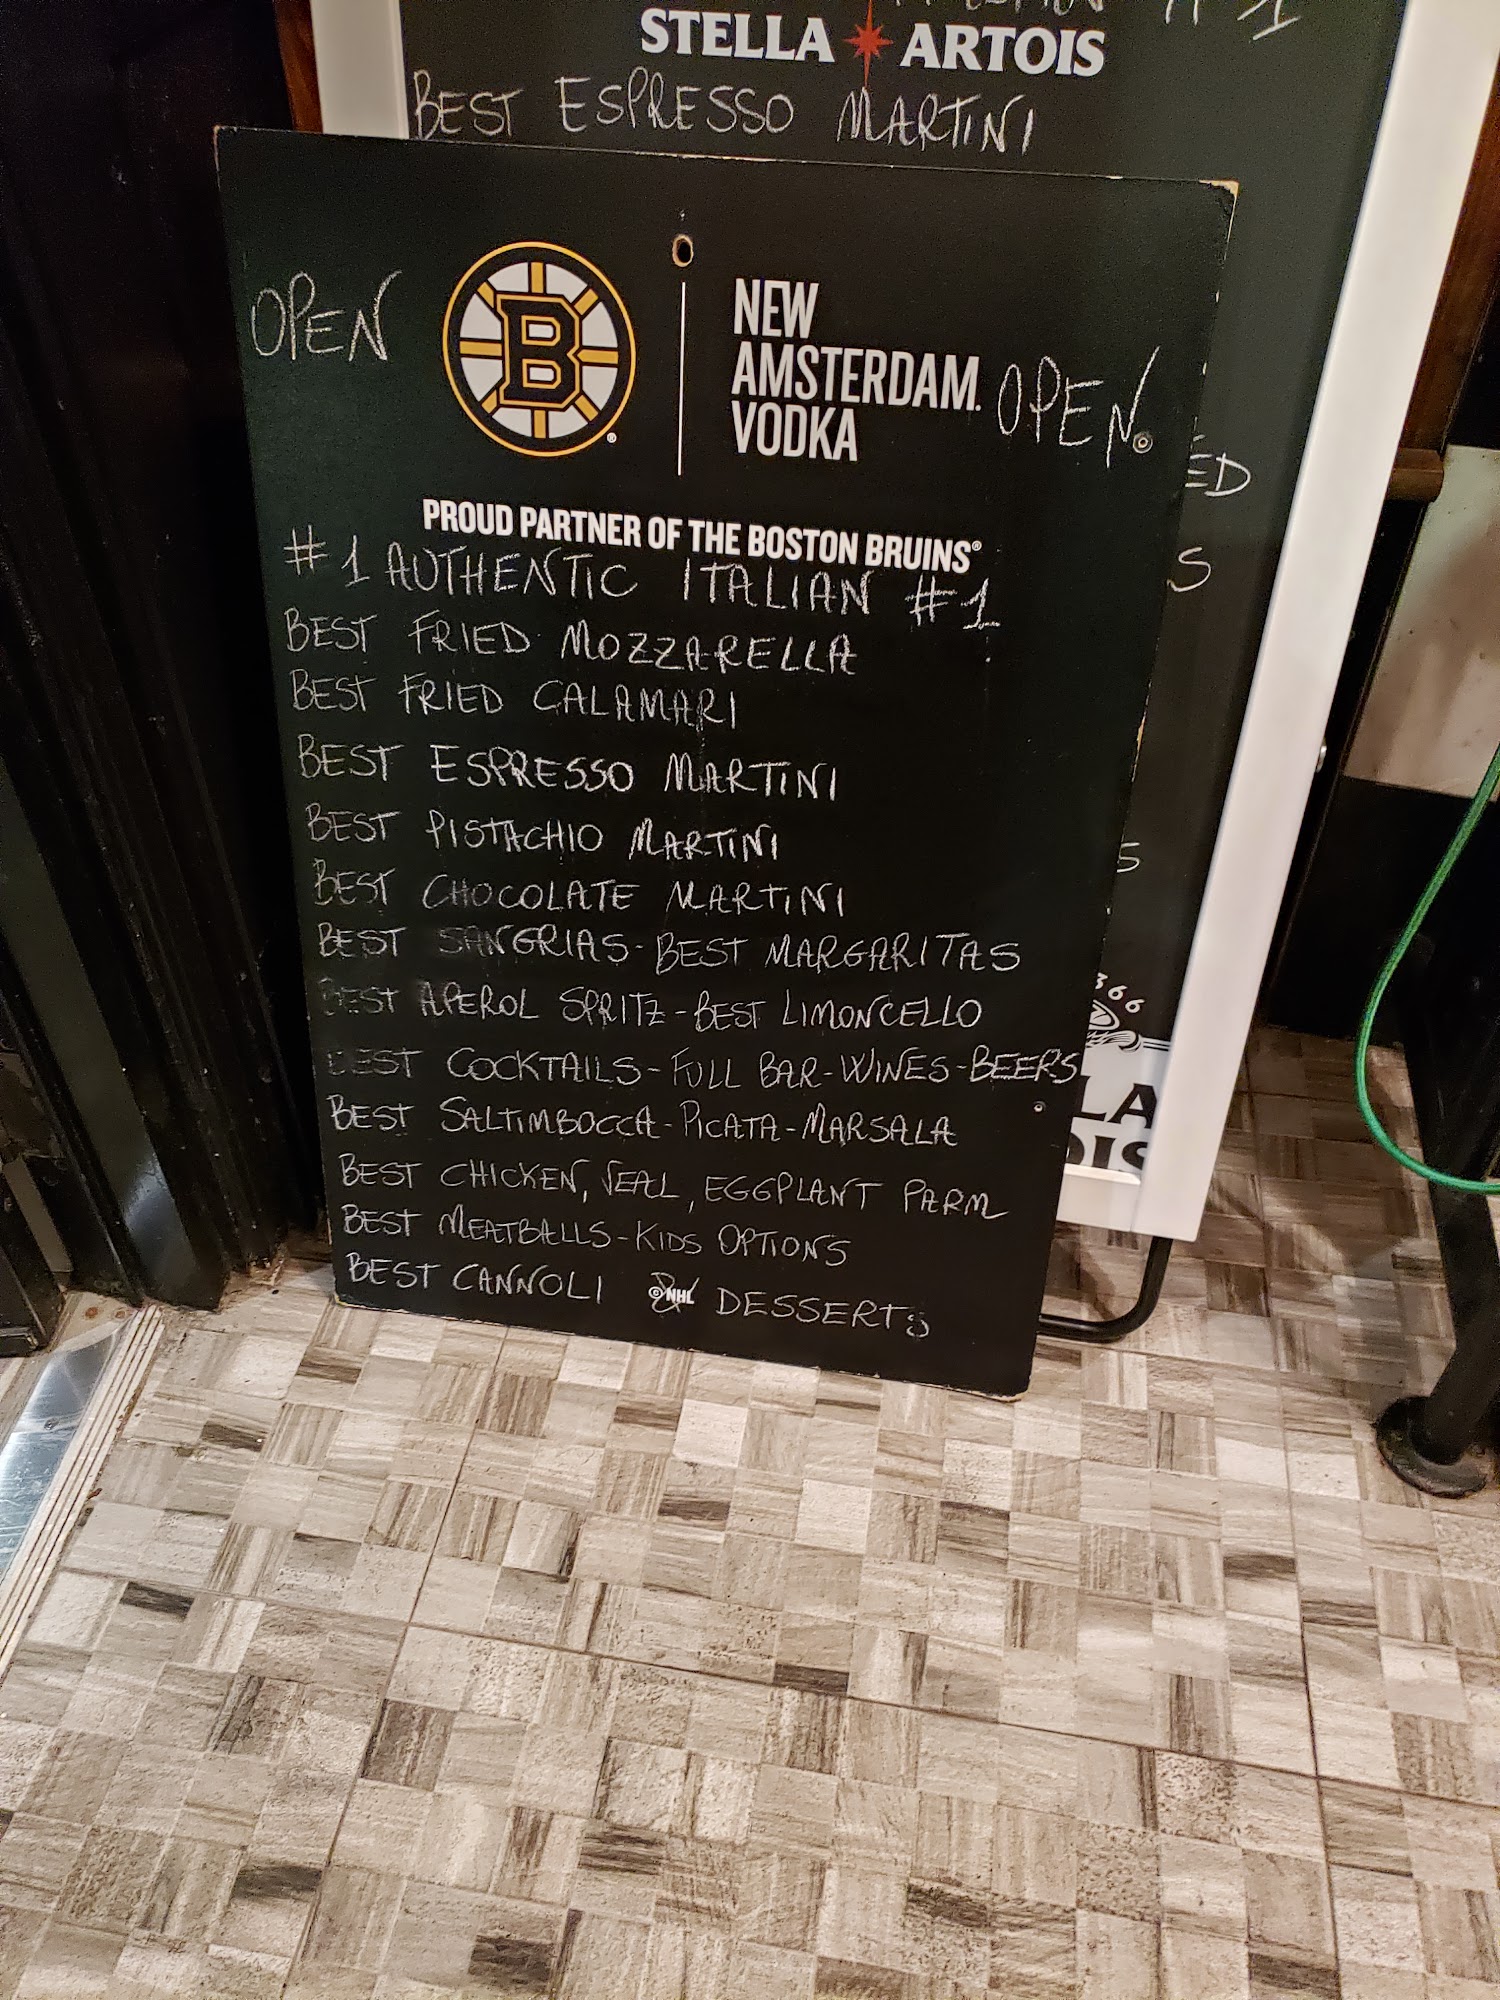 STELLA ARTOIS
BEST ESPRESSO MARTINI
OPEN
B
NEW
AMSTERDAM
VODKA
OPEN
PROUD PARTNER OF THE BOSTON BRUINS®
#1 AUTHENTIC ITALIAN #1
BEST FRIED MOZZARELLA
BEST FRIED CALAMARI
BEST ESPRESSO MARTINI
BEST PISTACHIO MARTINI
BEST CHOCOLATE MARTINI
BEST SANGRIAS - BEST MARGARITAS
BEST APEROL SPRITZ - BEST LIMONCELLO
BEST COCKTAILS - FULL BAR - WINES - BEERS
BEST SALTIMBOCCA - PICATA - MARSALA
BEST CHICKEN, VEAL, EGGPLANT PARM
BEST MEATBALLS - KIDS OPTIONS
BEST CANNOLI & DESSERTS
© NHL